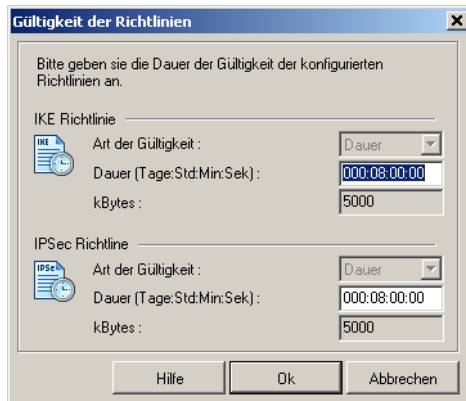 Gültigkeit der Richtlinien
Bitte geben sie die Dauer der Gültigkeit der konfigurierten
Richtlinien an.
IKE Richtlinie
IKE
Art der Gültigkeit :
Dauer
Dauer (Tage:Std:Min:Sek) :
000:08:00:00
kBytes :
5000
IPSec Richtline
IPSec
Art der Gültigkeit :
Dauer
Dauer (Tage:Std:Min:Sek) :
000:08:00:00
kBytes :
5000
Hilfe
Ok
Abbrechen